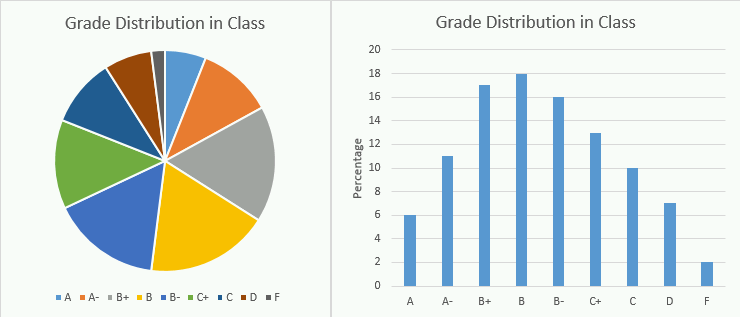 Grade Distribution in Class
A A- B+ B B- C+ C D F
Grade Distribution in Class
Percentage
20
18
16
14
12
10
8
6
4
2
0
A A- B+ B B- C+ C D F